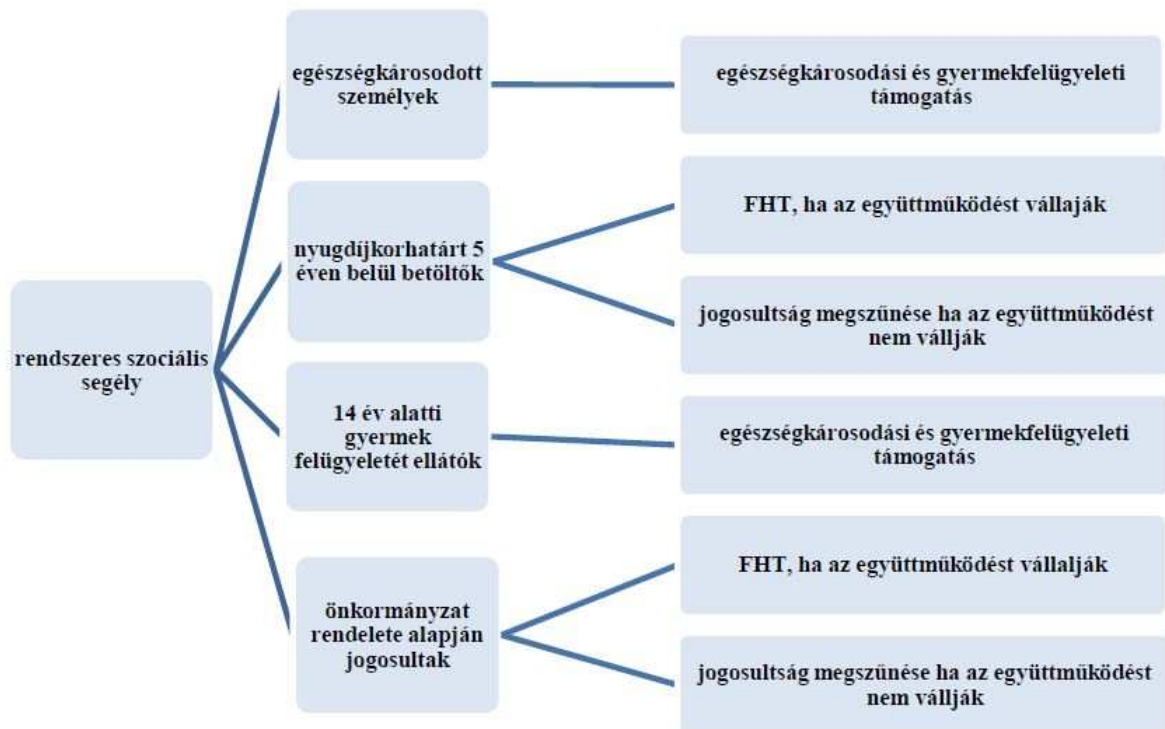 rendszeres szociális
segély
egészségkárosodott
személyek
egészségkárosodási és gyermekfelügyeleti
támogatás
nyugdíjkorhatárt 5
éven belül betöltők
FHT, ha az együttműködést vállaják
jogosultság megszűnése ha az együttműködést
nem vállják
14 év alatti
gyermek
felügyeletét ellátók
egészségkárosodási és gyermekfelügyeleti
támogatás
önkormányzat
rendelete alapján
jogosultak
FHT, ha az együttműködést vállalják
jogosultság megszűnése ha az együttműködést
nem vállják